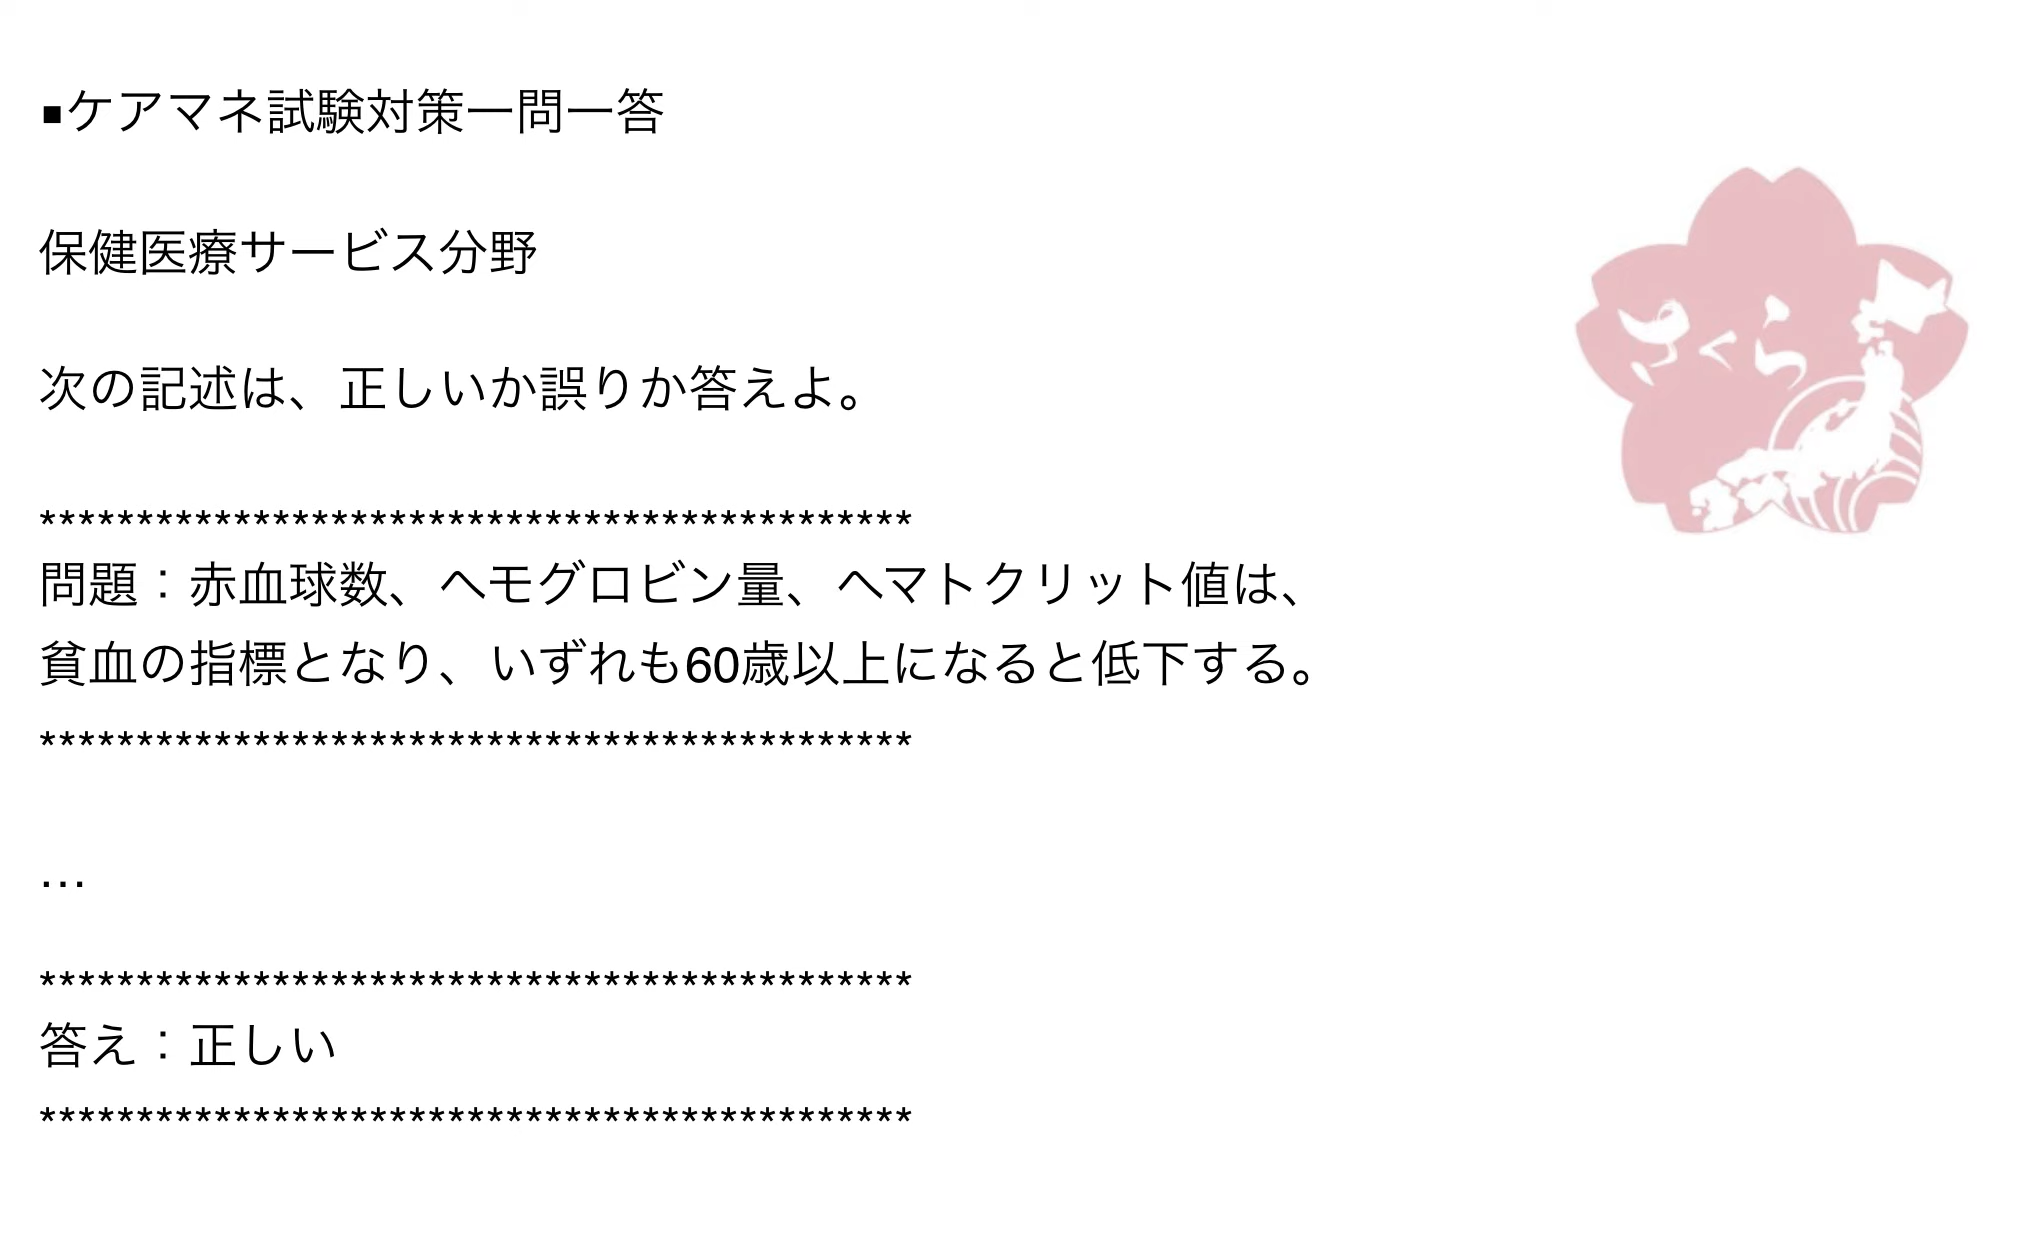 ▪ケアマネ試験対策一問一答
保健医療サービス分野
次の記述は、正しいか誤りか答えよ。
さくら
*********************************************
問題：赤血球数、ヘモグロビン量、ヘマトクリット値は、
貧血の指標となり、いずれも60歳以上になると低下する。
*********************************************
…
*********************************************
答え：正しい
*********************************************